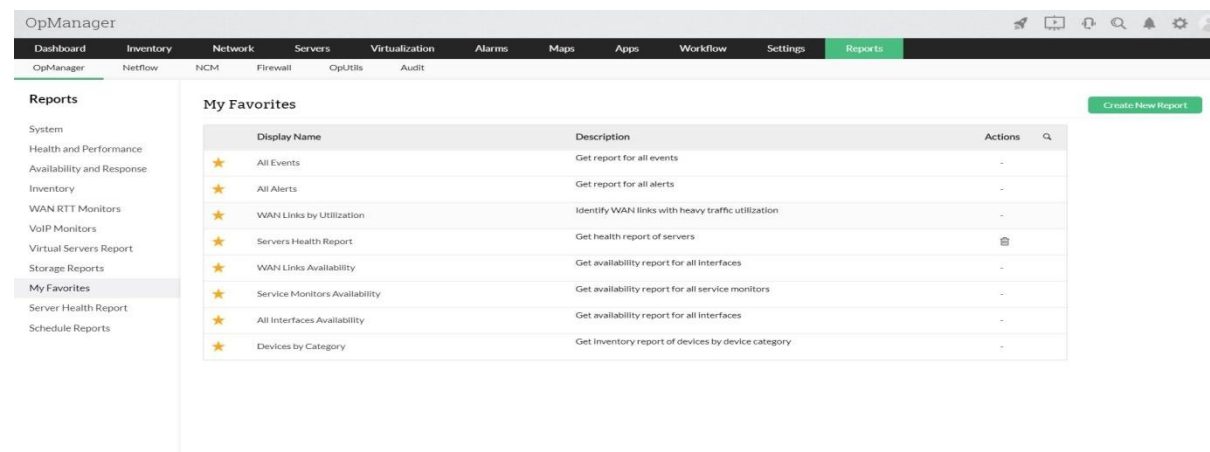 OpManager
Dashboard Inventory Network Servers Virtualization Alarms Maps Apps Workflow Settings Reports
OpManager Netflow NCM Firewall OpUtils Audit
Reports
System
Health and Performance
Availability and Response
Inventory
WAN RTT Monitors
VoIP Monitors
Virtual Servers Report
Storage Reports
My Favorites
Server Health Report
Schedule Reports
My Favorites
Create New Report
Display Name Description Actions
All Events Get report for all events -
All Alerts Get report for all alerts -
WAN Links by Utilization Identify WAN links with heavy traffic utilization -
Servers Health Report Get health report of servers
WAN Links Availability Get availability report for all interfaces -
Service Monitors Availability Get availability report for all service monitors -
All Interfaces Availability Get availability report for all interfaces -
Devices by Category Get inventory report of devices by device category -